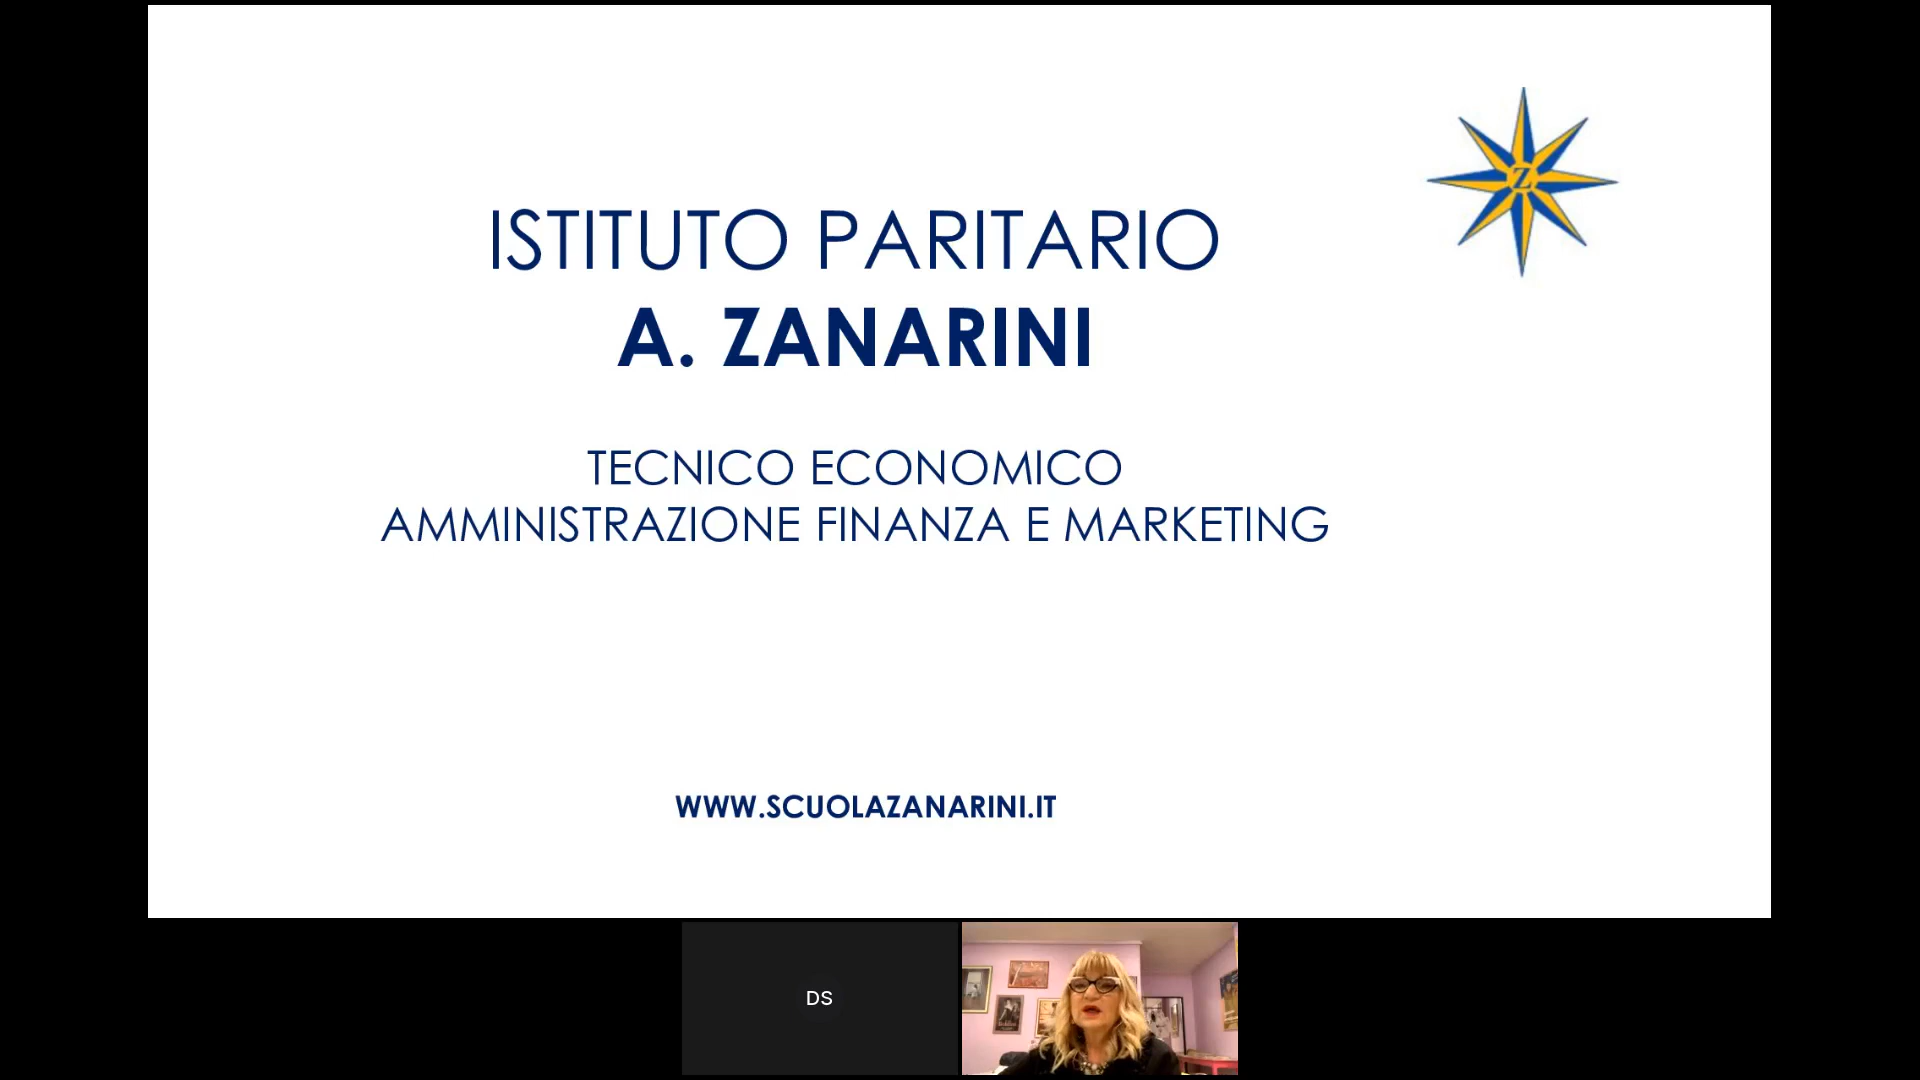 Z
ISTITUTO PARITARIO
A. ZANARINI
TECNICO ECONOMICO
AMMINISTRAZIONE FINANZA E MARKETING
WWW.SCUOLAZANARINI.IT
DS